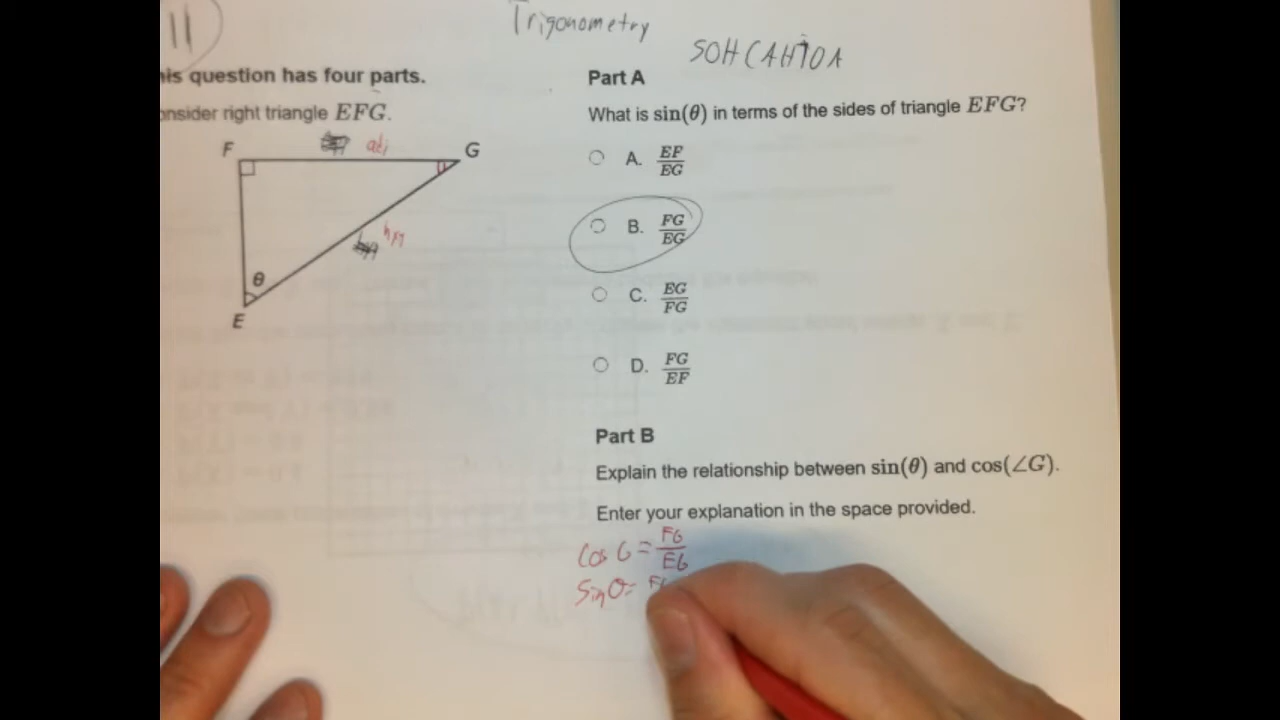 11
Trigonometry
SOHCAHTOA
is question has four parts.
onsider right triangle EFG.
F
adj
G
hyp
θ
E
Part A
What is sin(θ) in terms of the sides of triangle EFG?
A. EF/EG
B. FG/EG
C. EG/FG
D. FG/EF
Part B
Explain the relationship between sin(θ) and cos(∠G).
Enter your explanation in the space provided.
Cos G = FG/EG
Sin θ =